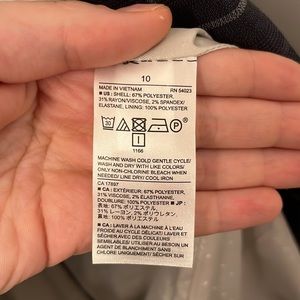 10
MADE IN VIETNAM RN 54023
■ US : SHELL: 67% POLYESTER,
31% RAYON/VISCOSE, 2% SPANDEX/
ELASTANE, LINING: 100% POLYESTER
30
P
I
1166
MACHINE WASH COLD GENTLE CYCLE/
WASH AND DRY WITH LIKE COLORS/
ONLY NON-CHLORINE BLEACH WHEN
NEEDED/ LINE DRY/ COOL IRON
CA 17897
■ CA : EXTÉRIEUR: 67% POLYESTER,
31% VISCOSE, 2% ÉLASTHANNE,
DOUBLURE: 100% POLYESTER ■ JP :
表地: 67% ポリエステル,
31% レーヨン, 2% ポリウレタン,
裏地: 100% ポリエステル
■ CA : LAVER À LA MACHINE À L'EAU
FROIDE AU CYCLE DÉLICAT/ LAVER ET
SÉCHER AVEC DES COULEURS
SEMBLABLES/ AU BESOIN, UTILISER
UN AGENT DE BLANCHIMENT SANS
CHLORE UNIQUEMENT/ SÉCHER PAR